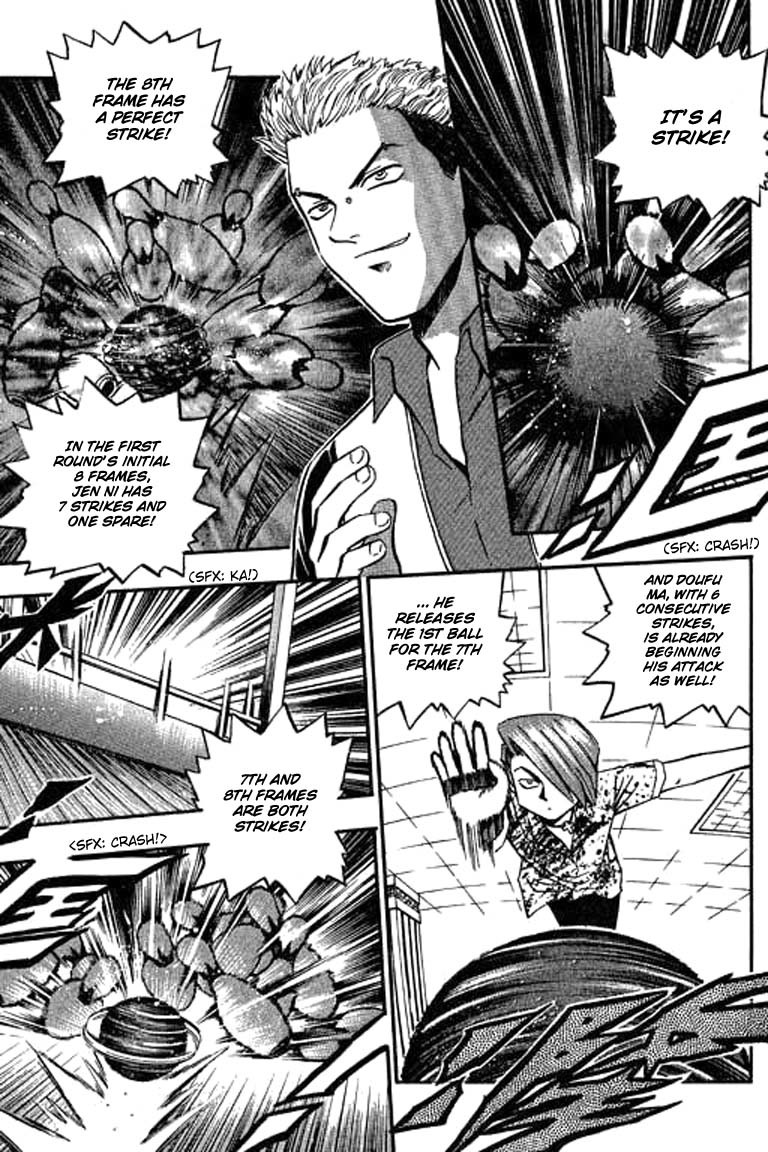 IT'S A
STRIKE!
(SFX: CRASH!)
THE 8TH
FRAME HAS
A PERFECT
STRIKE!
IN THE FIRST
ROUND'S INITIAL
8 FRAMES,
JEN NI HAS
7 STRIKES AND
ONE SPARE!
(SFX: KA!)
AND DOUFU
MA, WITH 6
CONSECUTIVE
STRIKES,
IS ALREADY
BEGINNING
HIS ATTACK
AS WELL!
... HE
RELEASES
THE 1ST BALL
FOR THE 7TH
FRAME!
7TH AND
8TH FRAMES
ARE BOTH
STRIKES!
<SFX: CRASH!>